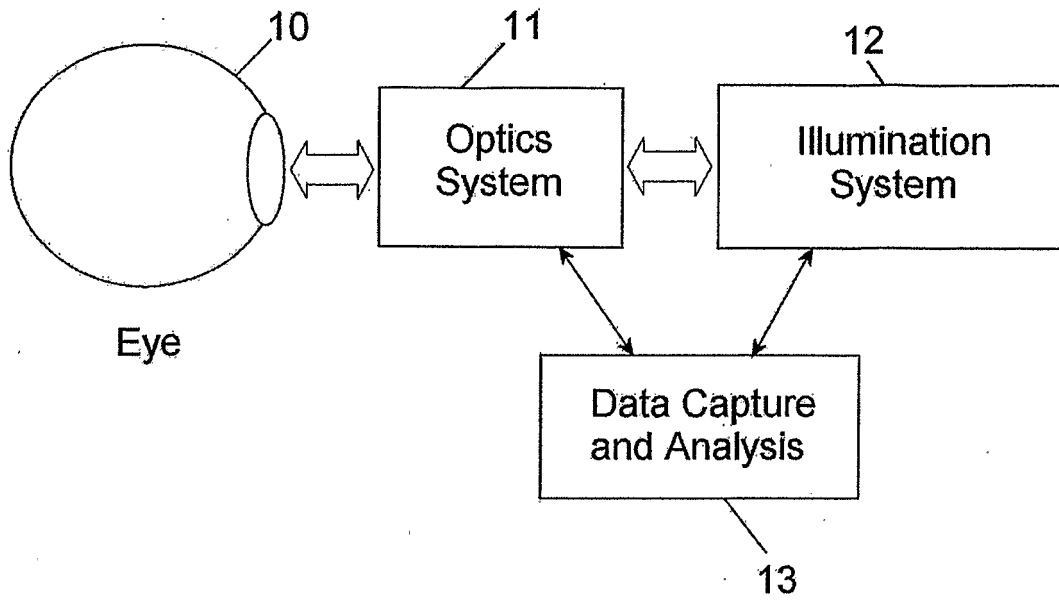 10
11
12
Optics
System
Illumination
System
Eye
Data Capture
and Analysis
13